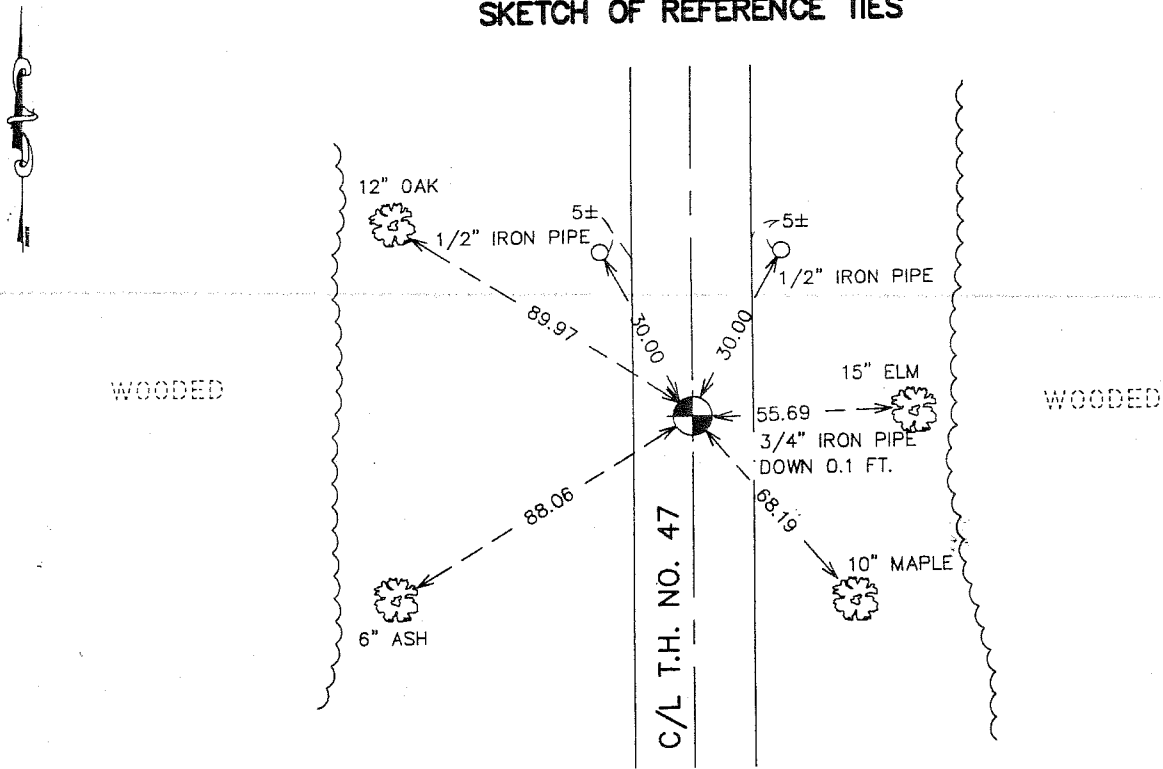 SKETCH OF REFERENCE TIES
12" OAK
5±
5±
1/2" IRON PIPE
1/2" IRON PIPE
89.97
30.00
30.00
WOODED
15" ELM
WOODED
55.69
3/4" IRON PIPE
DOWN 0.1 FT.
88.06
68.19
C/L T.H. NO. 47
10" MAPLE
6" ASH